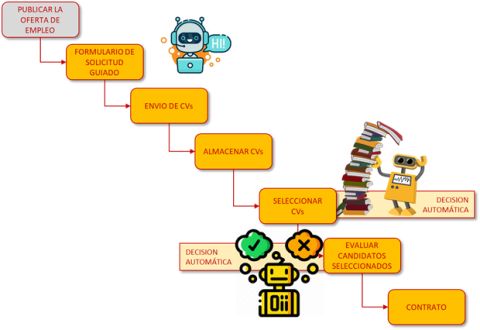 PUBLICAR LA
OFERTA DE
EMPLEO
FORMULARIO DE
SOLICITUD
GUIADO
HI!
ENVIO DE CVs
ALMACENAR CVs
SELECCIONAR
CVs
DECISION
AUTOMÁTICA
DECISION
AUTOMÁTICA
EVALUAR
CANDIDATOS
SELECCIONADOS
CONTRATO